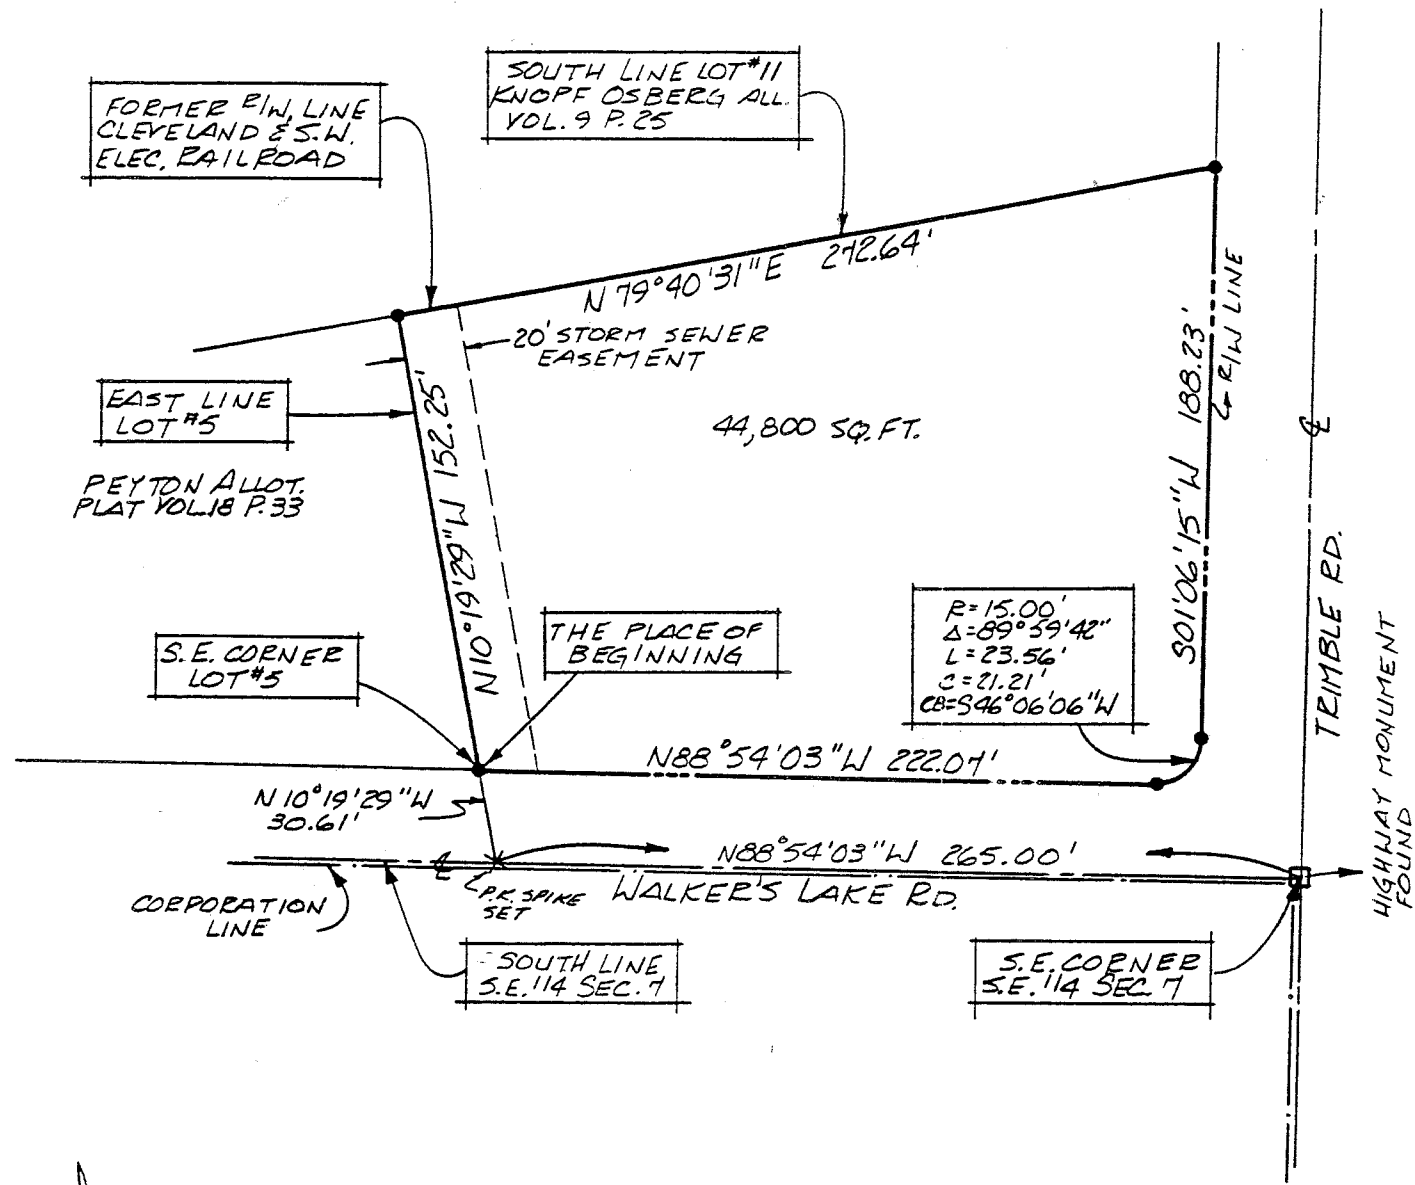 SOUTH LINE LOT #11
KNOPF OSBERG ALL.
VOL. 9 P. 25
FORMER R/W, LINE
CLEVELAND & S.W.
ELEC. RAILROAD
N 79°40'31"E 272.64'
20' STORM SEWER
EASEMENT
R/W LINE
EAST LINE
LOT #5
PEYTON ALLOT.
PLAT VOL.18 P.33
N10°19'29"W 152.25'
44,800 SQ. FT.
S01°06'15"W 188.23'
℄
TRIMBLE RD.
R=15.00'
Δ=89°59'42"
L=23.56'
C=21.21'
CB=S46°06'06"W
S.E. CORNER
LOT #5
THE PLACE OF
BEGINNING
N88°54'03"W 222.07'
N 10°19'29"W
30.61'
HIGHWAY MONUMENT
FOUND
N88°54'03"W 265.00'
℄
P.K. SPIKE
SET
WALKER'S LAKE RD.
CORPORATION
LINE
SOUTH LINE
S.E. 1/4 SEC. 7
S.E. CORNER
S.E. 1/4 SEC. 7